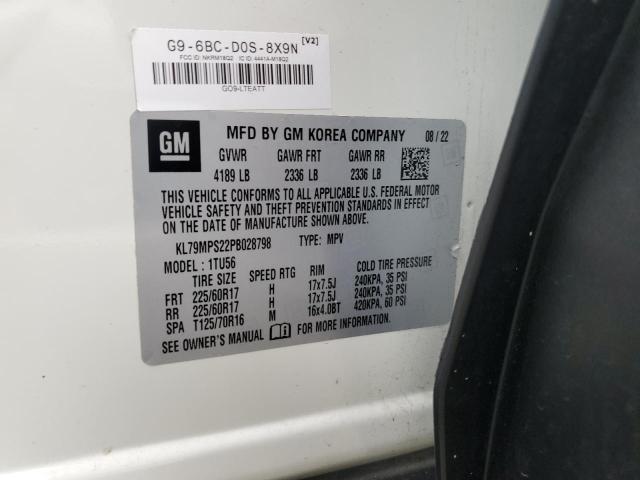 G9-6BC-D0S-8X9N [V2]
FCC ID: NKRM18Q2 IC ID: 4441A-M18Q2
GO9-LTEATT
GM MFD BY GM KOREA COMPANY 08/22
GVWR GAWR FRT GAWR RR
4189 LB 2336 LB 2336 LB
THIS VEHICLE CONFORMS TO ALL APPLICABLE U.S. FEDERAL MOTOR
VEHICLE SAFETY AND THEFT PREVENTION STANDARDS IN EFFECT
ON THE DATE OF MANUFACTURE SHOWN ABOVE.
KL79MPS22PB028798 TYPE: MPV
MODEL: 1TU56
TIRE SIZE SPEED RTG RIM COLD TIRE PRESSURE
FRT 225/60R17 H 17x7.5J 240KPA, 35 PSI
RR 225/60R17 H 17x7.5J 240KPA, 35 PSI
SPA T125/70R16 M 16x4.0BT 420KPA, 60 PSI
SEE OWNER'S MANUAL FOR MORE INFORMATION.